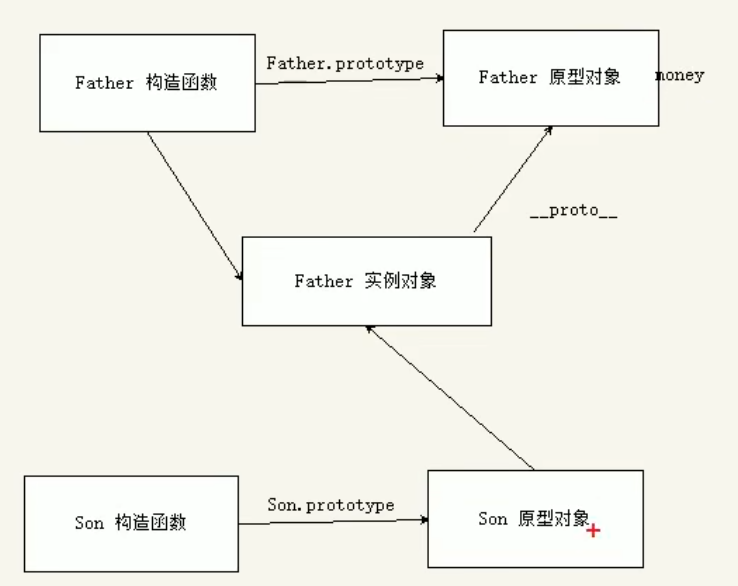 Father.prototype
Father 构造函数
Father 原型对象
money
__proto__
Father 实例对象
Son.prototype
Son 构造函数
Son 原型对象